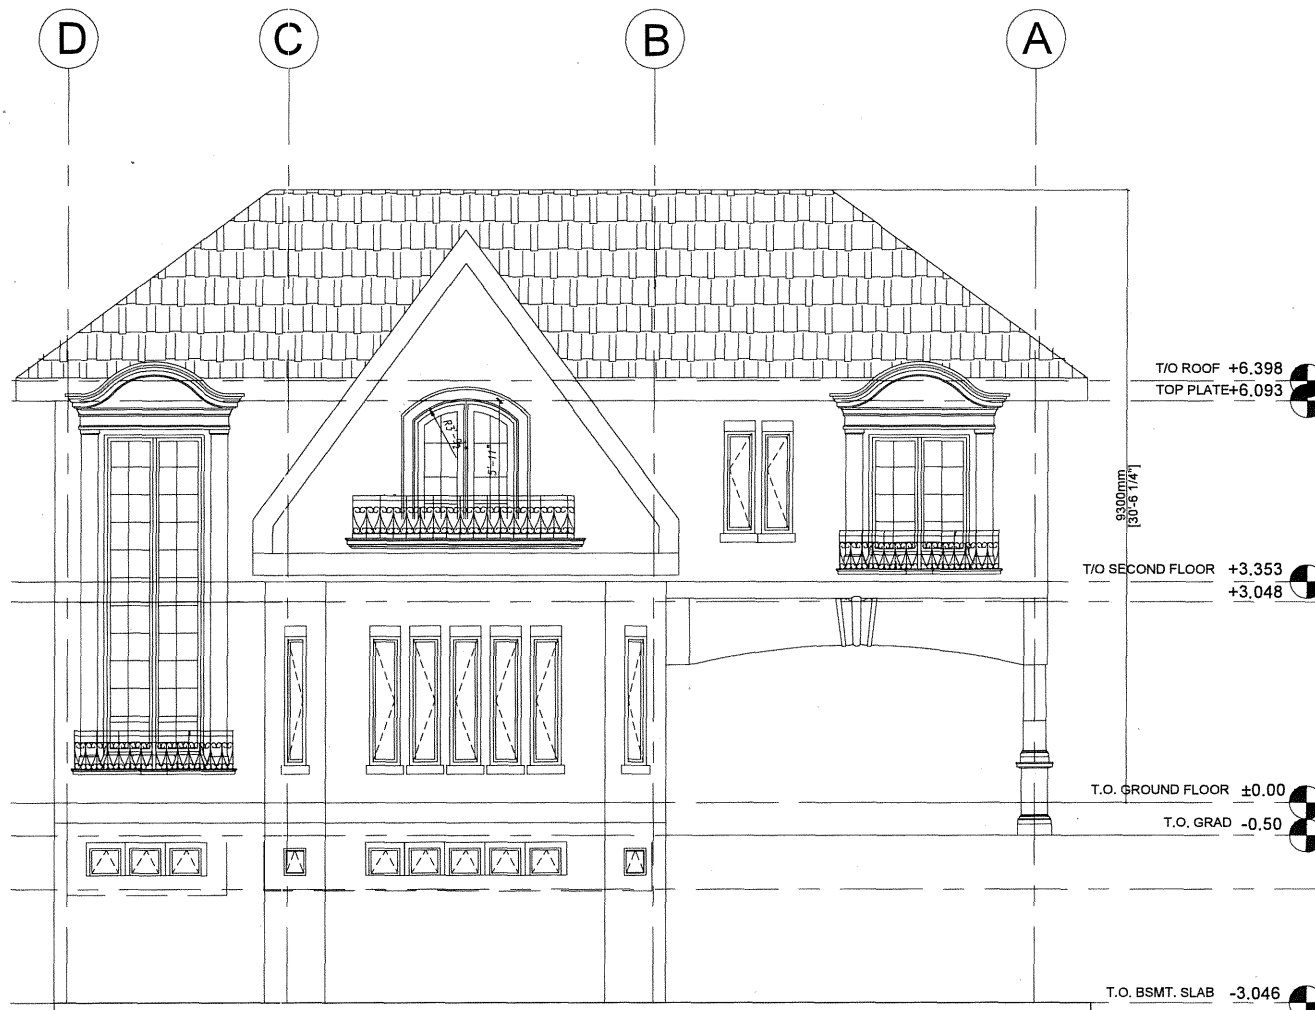 D C B A
T/O ROOF +6.398
TOP PLATE +6.093
5'-11"
9300mm
[30'-6 1/4"]
T/O SECOND FLOOR +3.353
+3.048
T.O. GROUND FLOOR ±0.00
T.O. GRAD -0.50
T.O. BSMT. SLAB -3.046